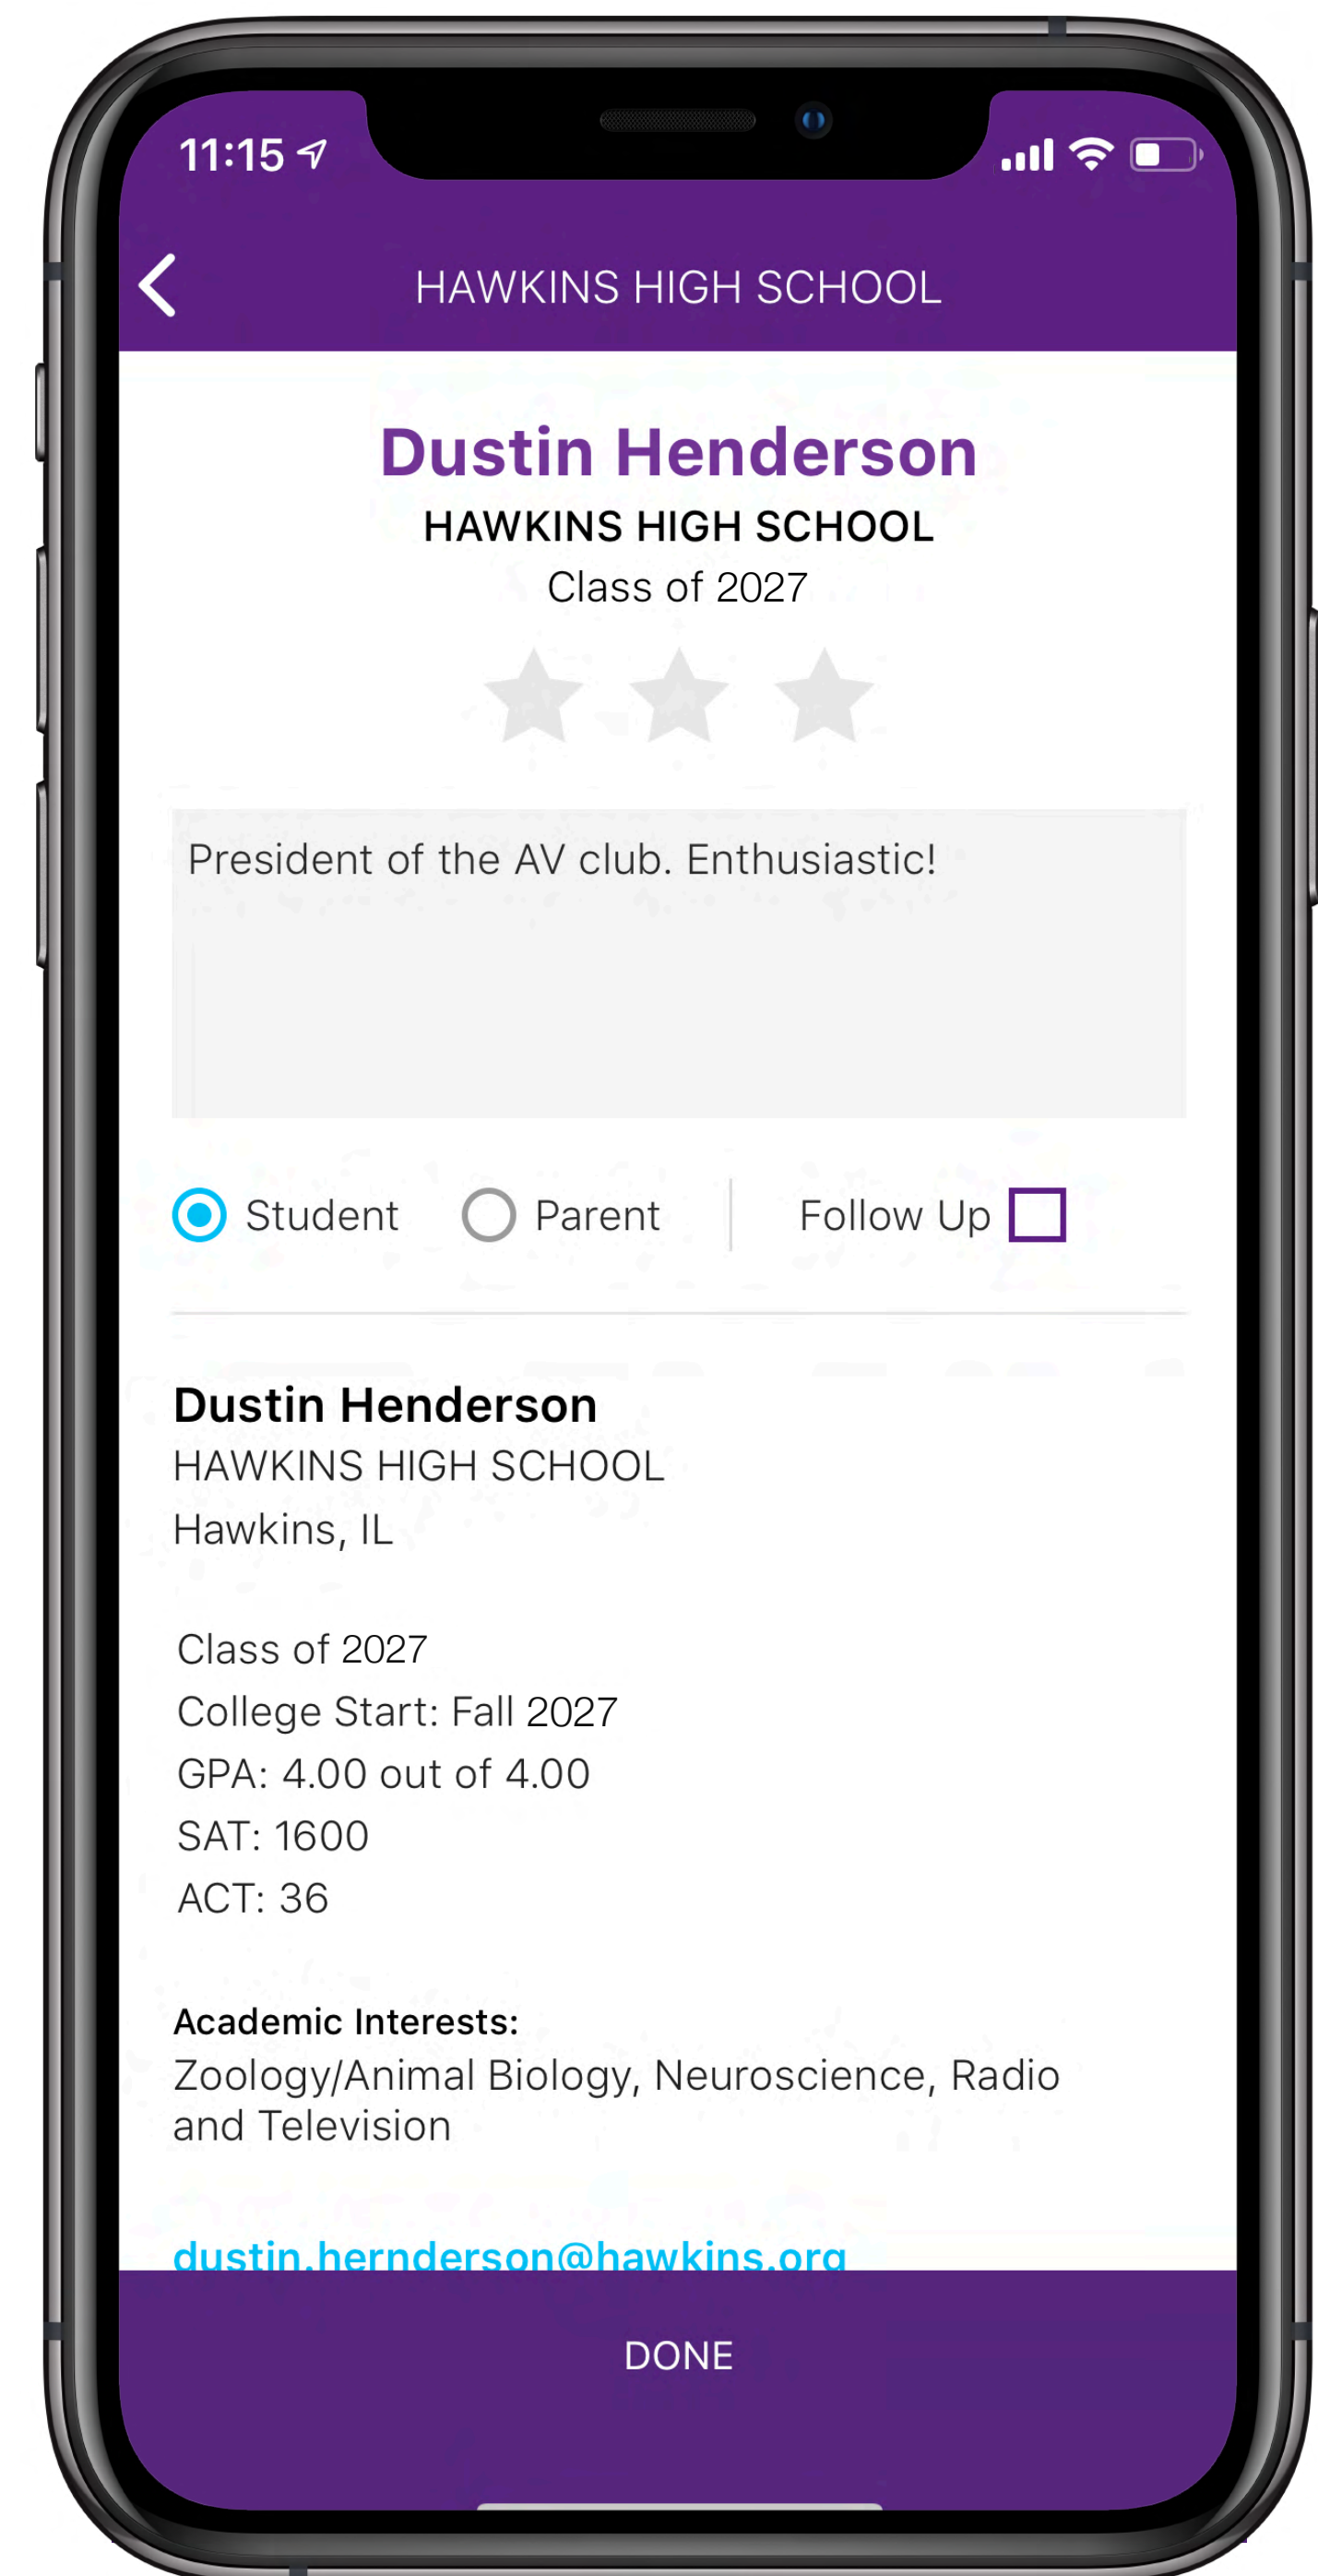 11:15
HAWKINS HIGH SCHOOL
Dustin Henderson
HAWKINS HIGH SCHOOL
Class of 2027
President of the AV club. Enthusiastic!
Student Parent Follow Up
Dustin Henderson
HAWKINS HIGH SCHOOL
Hawkins, IL
Class of 2027
College Start: Fall 2027
GPA: 4.00 out of 4.00
SAT: 1600
ACT: 36
Academic Interests:
Zoology/Animal Biology, Neuroscience, Radio
and Television
dustin.hernderson@hawkins.org
DONE